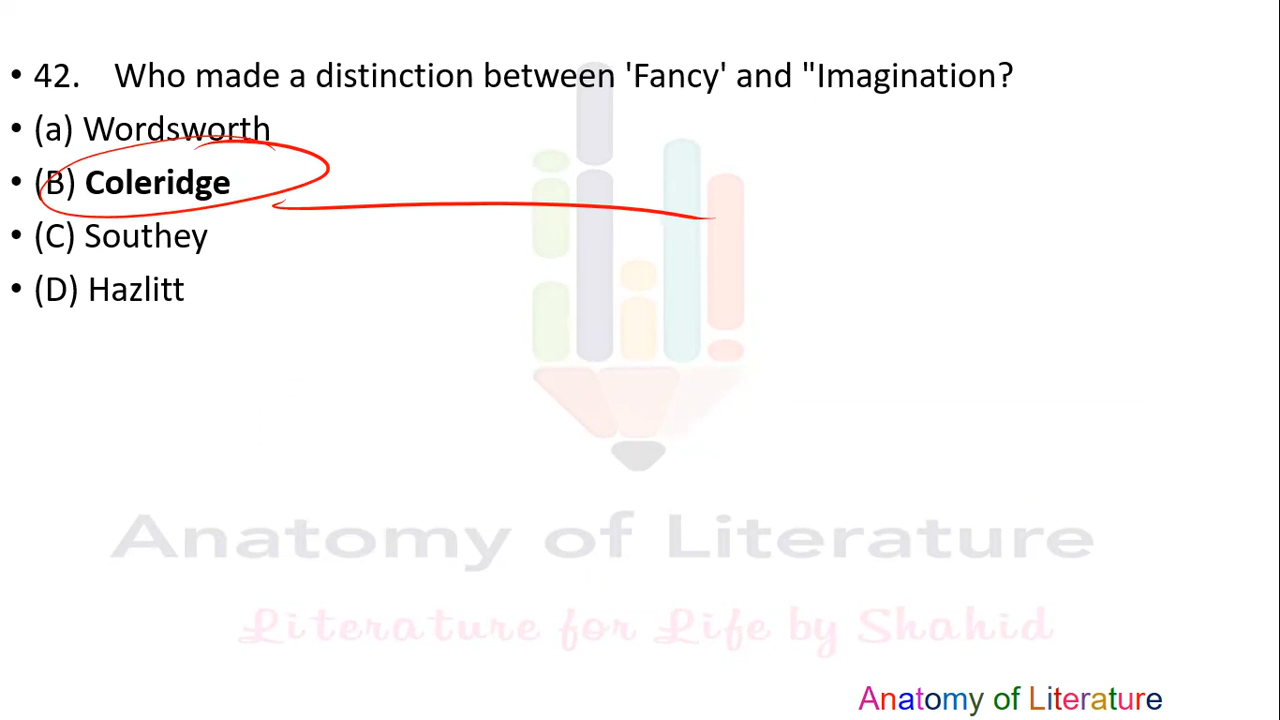 • 42. Who made a distinction between 'Fancy' and "Imagination?
• (a) Wordsworth
• (B) Coleridge
• (C) Southey
• (D) Hazlitt
Anatomy of Literature
Literature for Life by Shahid
Anatomy of Literature